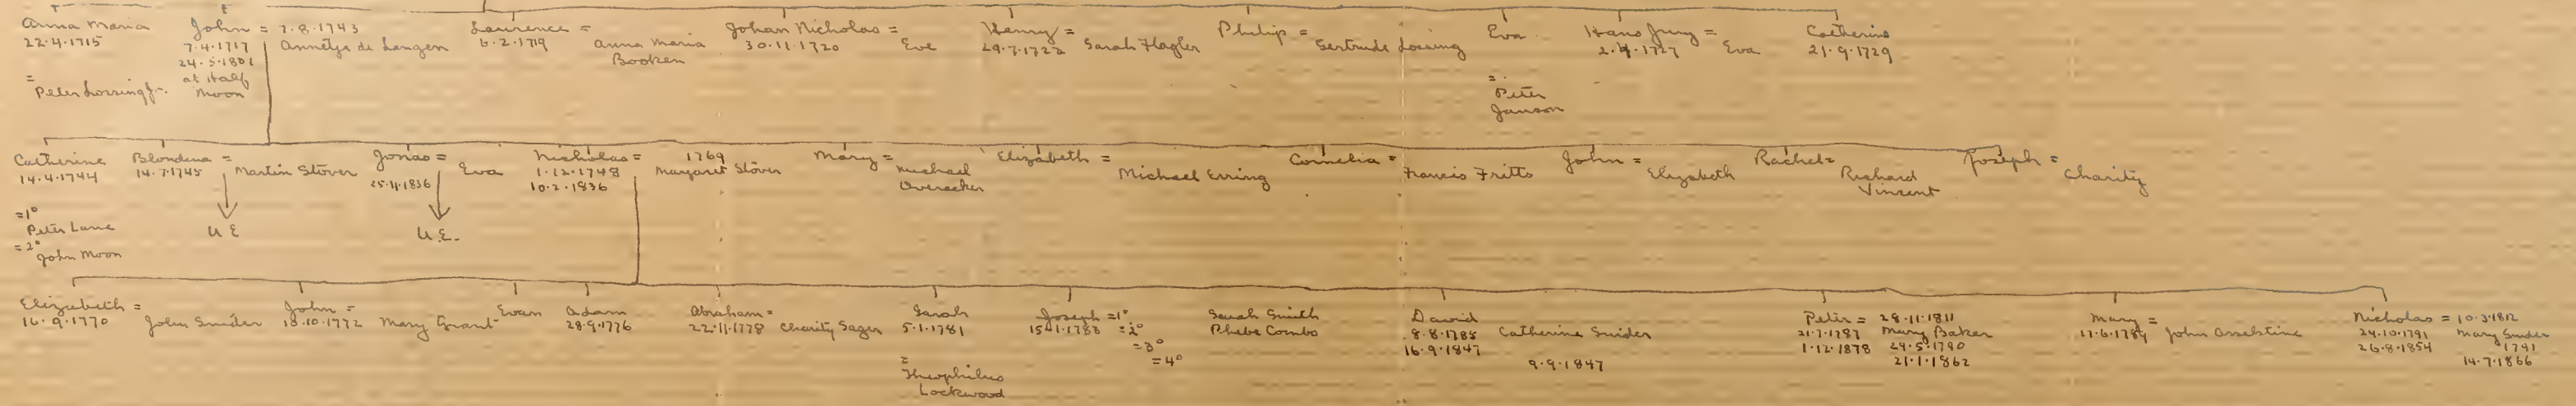 Anna Maria
22.4.1715
=
Peter Lossing Jr.
John = 7.8.1743
7.4.1717 Annetje de Langen
24.5.1801
at Half
Moon
Laurence =
6.2.1719 Anna Maria
Booken
Johan Nicholas =
30.11.1720 Eve
Henry =
29.7.1722 Sarah Flagler
Philip =
Gertrude Lossing
Eva
=
Peter
Janson
Hans Jury =
2.4.1727 Eva
Catherine
21.9.1729
Catherine
14.4.1744
=1°
Peter Lane
=2°
John Moon
Blondina =
14.7.1745 Martin Stover
U E
Jonas =
25.11.1836 Eva
U.E.
Nicholas = 1769
1.12.1748 Margaret Stover
10.2.1836
Mary =
Michael
Overacker
Elizabeth =
Michael Erring
Cornelia =
Francis Fritts
John =
Elizabeth
Rachel =
Richard
Vincent
Joseph =
Charity
Elizabeth =
16.9.1770 John Snider
John =
18.10.1772 Mary Grant
Evan
Adam
28.9.1776
Abraham =
22.11.1778 Charity Sager
Sarah
5.1.1781
=
Theophilus
Lockwood
Joseph =1° Sarah Smith
15.1.1783 =2° Phebe Combo
=3°
=4°
David
8.8.1785 Catherine Snider
16.9.1847
9.9.1847
Peter = 28.11.1811
21.7.1787 Mary Baker
1.12.1878 24.5.1790
21.1.1862
Mary =
17.6.1789 John Asselstine
Nicholas = 10.3.1812
24.10.1791 Mary Snider
26.8.1854 1791
14.7.1866